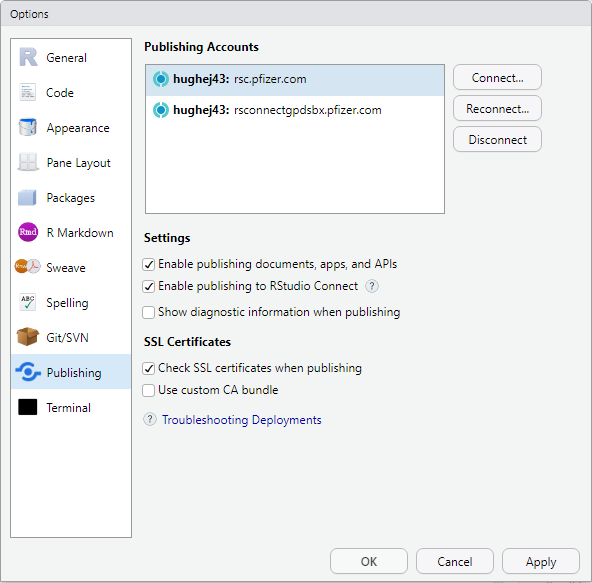 Options
General
Code
Appearance
Pane Layout
Packages
Rmd
R Markdown
Rnw
Sweave
ABC
Spelling
Git/SVN
Publishing
Terminal
Publishing Accounts
hughej43: rsc.pfizer.com
hughej43: rsconnectgpdsbx.pfizer.com
Connect...
Reconnect...
Disconnect
Settings
Enable publishing documents, apps, and APIs
Enable publishing to RStudio Connect ?
Show diagnostic information when publishing
SSL Certificates
Check SSL certificates when publishing
Use custom CA bundle
? Troubleshooting Deployments
OK
Cancel
Apply